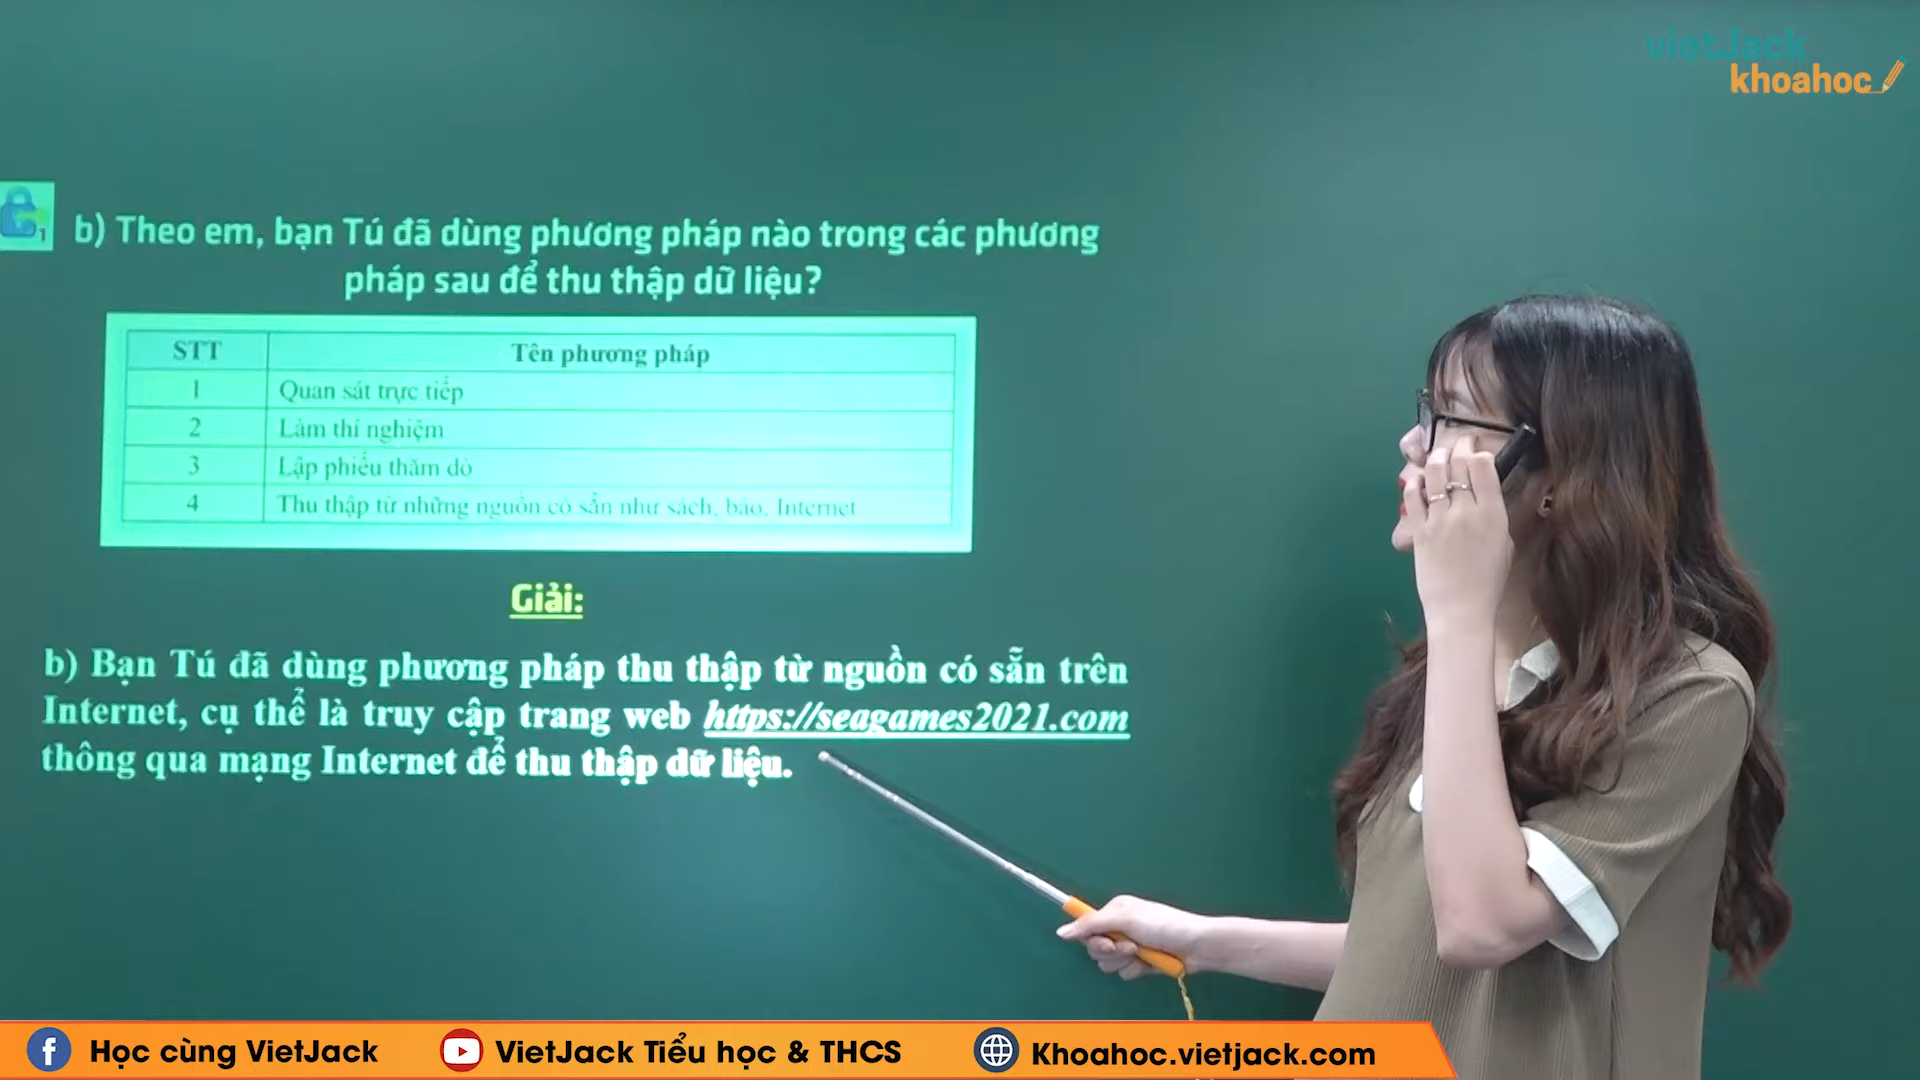 vietJack
khoahoc
1
b) Theo em, bạn Tú đã dùng phương pháp nào trong các phương
pháp sau để thu thập dữ liệu?
STT Tên phương pháp
1 Quan sát trực tiếp
2 Làm thí nghiệm
3 Lập phiếu thăm dò
4 Thu thập từ những nguồn có sẵn như sách, báo, Internet
Giải:
b) Bạn Tú đã dùng phương pháp thu thập từ nguồn có sẵn trên
Internet, cụ thể là truy cập trang web https://seagames2021.com
thông qua mạng Internet để thu thập dữ liệu.
Học cùng VietJack VietJack Tiểu học & THCS Khoahoc.vietjack.com